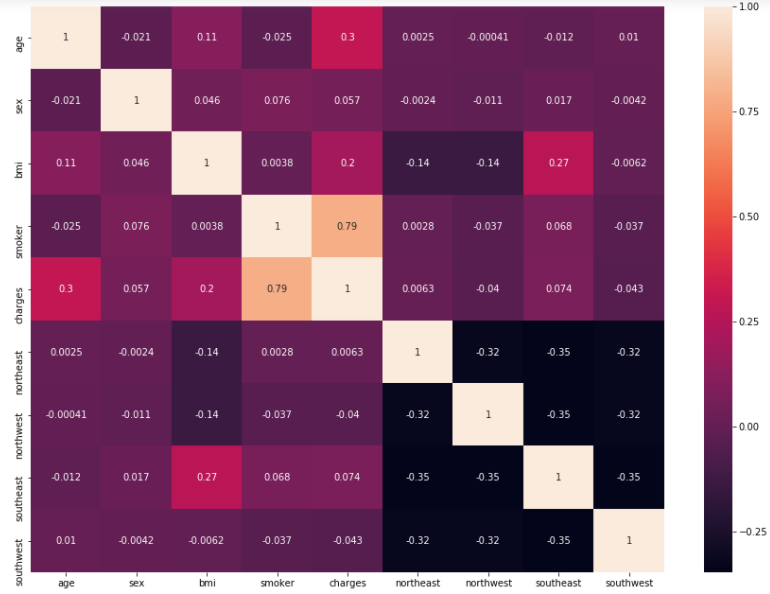 age 1 -0.021 0.11 -0.025 0.3 0.0025 -0.00041 -0.012 0.01
sex -0.021 1 0.046 0.076 0.057 -0.0024 -0.011 0.017 -0.0042
bmi 0.11 0.046 1 0.0038 0.2 -0.14 -0.14 0.27 -0.0062
smoker -0.025 0.076 0.0038 1 0.79 0.0028 -0.037 0.068 -0.037
charges 0.3 0.057 0.2 0.79 1 0.0063 -0.04 0.074 -0.043
northeast 0.0025 -0.0024 -0.14 0.0028 0.0063 1 -0.32 -0.35 -0.32
northwest -0.00041 -0.011 -0.14 -0.037 -0.04 -0.32 1 -0.35 -0.32
southeast -0.012 0.017 0.27 0.068 0.074 -0.35 -0.35 1 -0.35
southwest 0.01 -0.0042 -0.0062 -0.037 -0.043 -0.32 -0.32 -0.35 1
age sex bmi smoker charges northeast northwest southeast southwest
1.00
0.75
0.50
0.25
0.00
-0.25